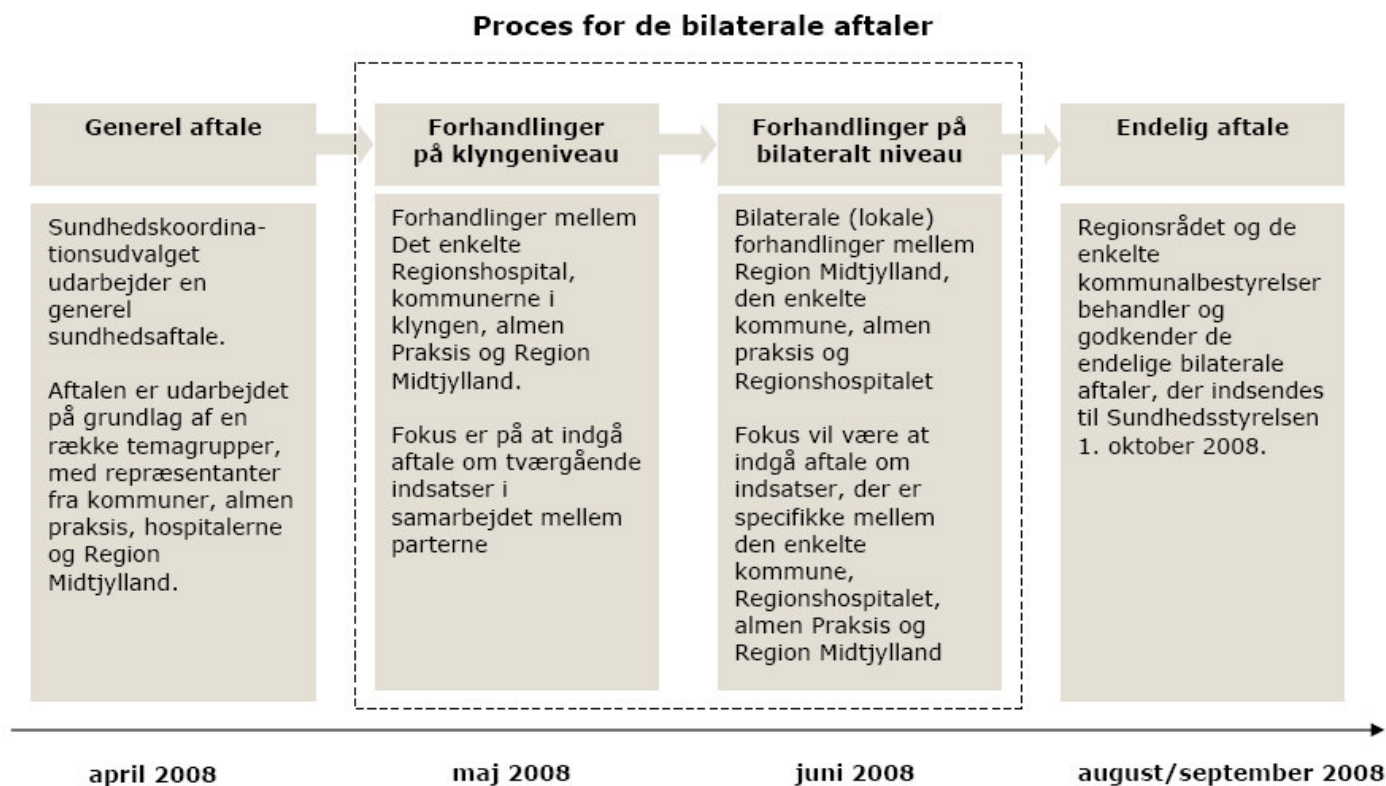 Proces for de bilaterale aftaler
Generel aftale
Sundhedskoordina-
tionsudvalget
udarbejder en
generel
sundhedsaftale.
Aftalen er udarbejdet
på grundlag af en
række temagrupper,
med repræsentanter
fra kommuner, almen
praksis, hospitalerne
og Region
Midtjylland.
Forhandlinger
på klyngeniveau
Forhandlinger mellem
Det enkelte
Regionshospital,
kommunerne i
klyngen, almen
Praksis og Region
Midtjylland.
Fokus er på at indgå
aftale om tværgående
indsatser i
samarbejdet mellem
parterne
Forhandlinger på
bilateralt niveau
Bilaterale (lokale)
forhandlinger mellem
Region Midtjylland,
den enkelte
kommune, almen
praksis og
Regionshospitalet
Fokus vil være at
indgå aftale om
indsatser, der er
specifikke mellem
den enkelte
kommune,
Regionshospitalet,
almen Praksis og
Region Midtjylland
Endelig aftale
Regionsrådet og de
enkelte
kommunalbestyrelser
behandler og
godkender de
endelige bilaterale
aftaler, der indsendes
til Sundhedsstyrelsen
1. oktober 2008.
april 2008
maj 2008
juni 2008
august/september 2008